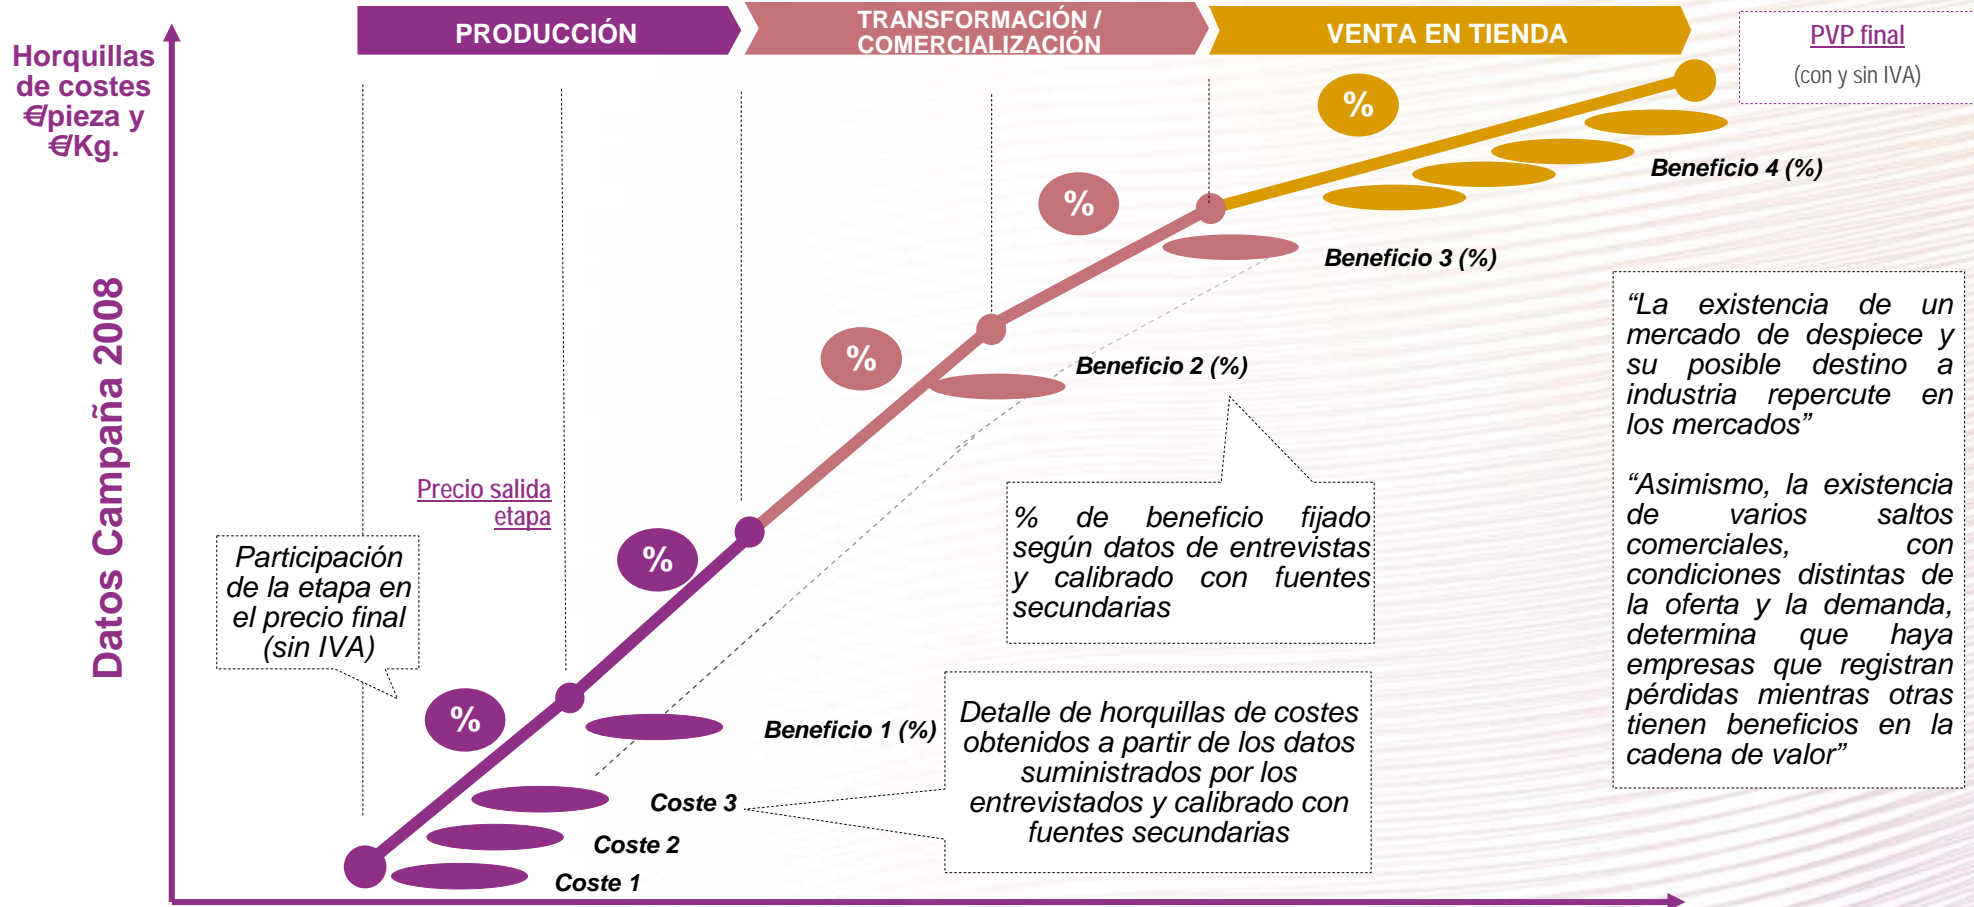 PRODUCCIÓN
TRANSFORMACIÓN /
COMERCIALIZACIÓN
VENTA EN TIENDA
PVP final
(con y sin IVA)
Horquillas
de costes
€/pieza y
€/Kg.
Datos Campaña 2008
%
%
%
%
%
Beneficio 4 (%)
Beneficio 3 (%)
Beneficio 2 (%)
Beneficio 1 (%)
Coste 3
Coste 2
Coste 1
Precio salida
etapa
Participación
de la etapa en
el precio final
(sin IVA)
% de beneficio fijado
según datos de entrevistas
y calibrado con fuentes
secundarias
Detalle de horquillas de costes
obtenidos a partir de los datos
suministrados por los
entrevistados y calibrado con
fuentes secundarias
“La existencia de un
mercado de despiece y
su posible destino a
industria repercute en
los mercados”
“Asimismo, la existencia
de varios saltos
comerciales, con
condiciones distintas de
la oferta y la demanda,
determina que haya
empresas que registran
pérdidas mientras otras
tienen beneficios en la
cadena de valor”